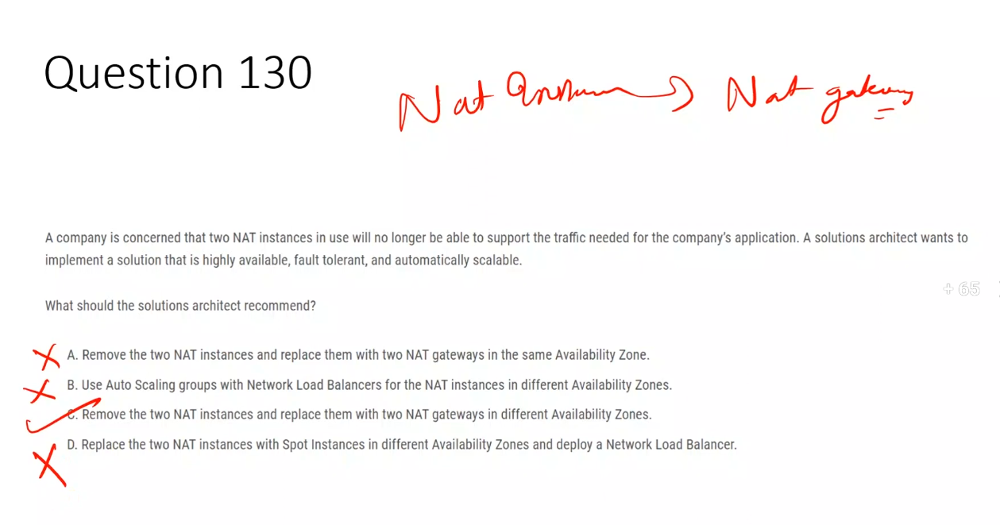 Question 130
Nat Nat gateway
A company is concerned that two NAT instances in use will no longer be able to support the traffic needed for the company's application. A solutions architect wants to
implement a solution that is highly available, fault tolerant, and automatically scalable.
+ 65
What should the solutions architect recommend?
A. Remove the two NAT instances and replace them with two NAT gateways in the same Availability Zone.
B. Use Auto Scaling groups with Network Load Balancers for the NAT instances in different Availability Zones.
C. Remove the two NAT instances and replace them with two NAT gateways in different Availability Zones.
D. Replace the two NAT instances with Spot Instances in different Availability Zones and deploy a Network Load Balancer.